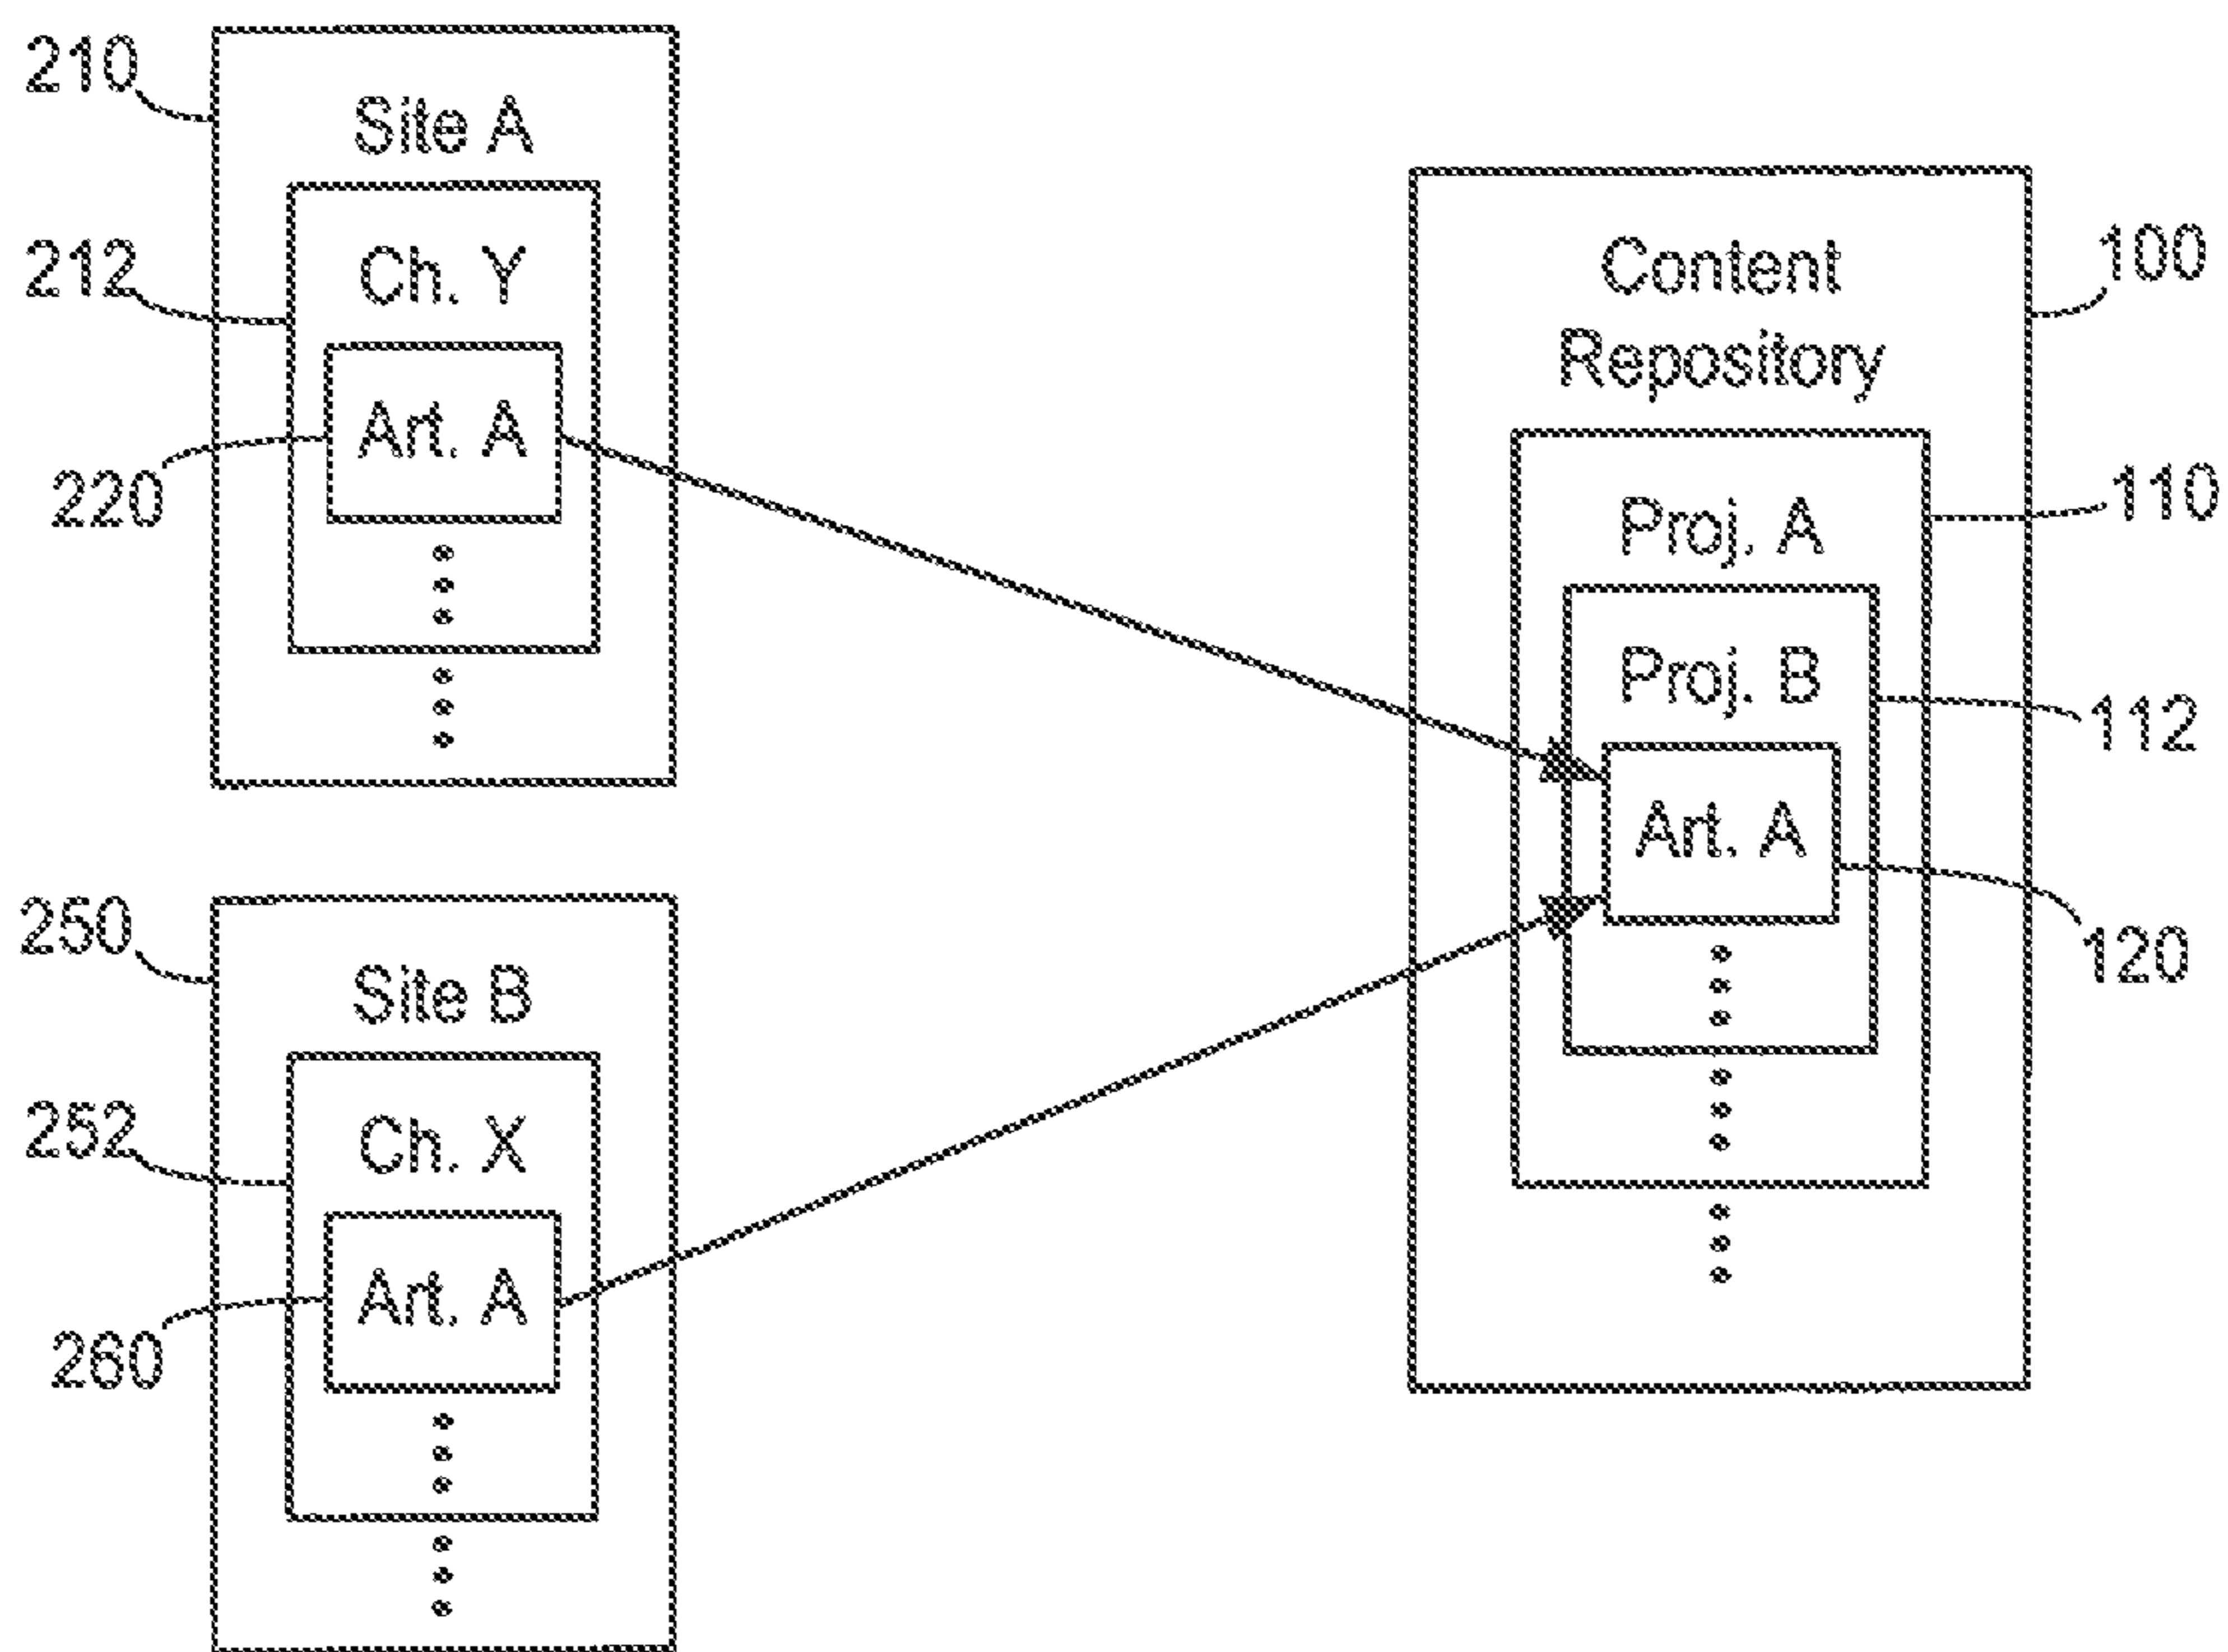 210
Site A
212
Ch. Y
Art. A
220
250
Site B
252
Ch. X
Art. A
260
Content
Repository
100
Proj. A
110
Proj. B
112
Art. A
120